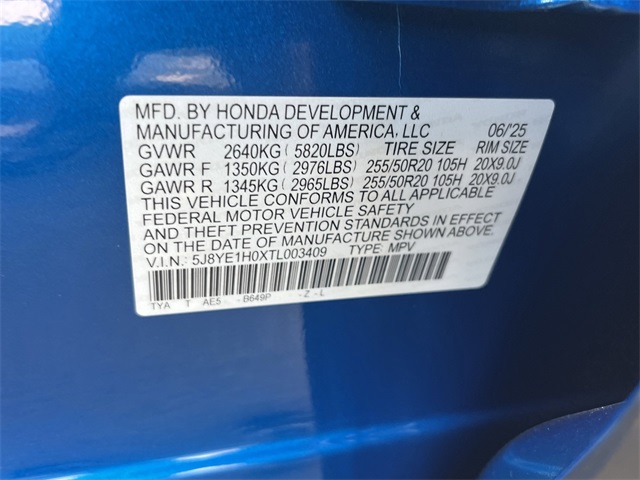 MFD. BY HONDA DEVELOPMENT &
MANUFACTURING OF AMERICA, LLC 06/'25
GVWR 2640KG ( 5820LBS) TIRE SIZE RIM SIZE
GAWR F 1350KG ( 2976LBS) 255/50R20 105H 20X9.0J
GAWR R 1345KG ( 2965LBS) 255/50R20 105H 20X9.0J
THIS VEHICLE CONFORMS TO ALL APPLICABLE
FEDERAL MOTOR VEHICLE SAFETY
AND THEFT PREVENTION STANDARDS IN EFFECT
ON THE DATE OF MANUFACTURE SHOWN ABOVE.
V.I.N.: 5J8YE1H0XTL003409 TYPE: MPV
TYA T AE5 - B649P - Z - L